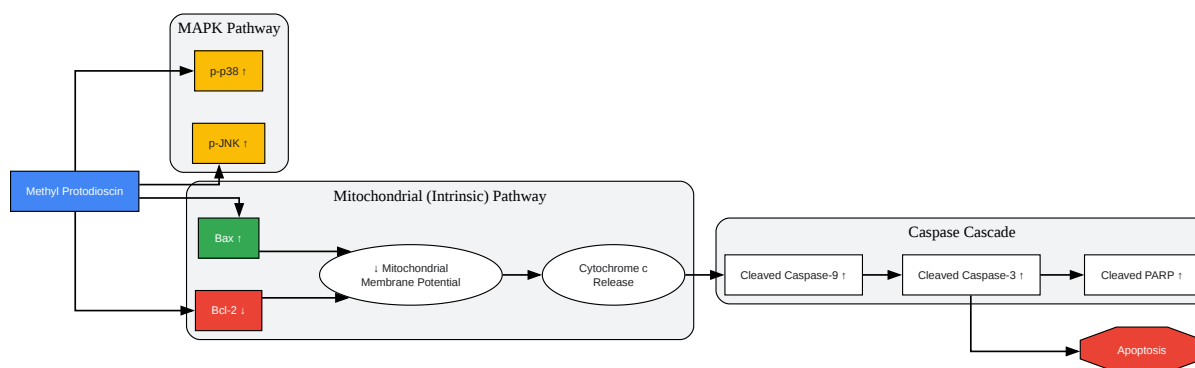 MAPK Pathway
p-p38 ↑
p-JNK ↑
Methyl Protodioscin
Mitochondrial (Intrinsic) Pathway
Bax ↑
Bcl-2 ↓
↓ Mitochondrial
Membrane Potential
Cytochrome c
Release
Caspase Cascade
Cleaved Caspase-9 ↑
Cleaved Caspase-3 ↑
Cleaved PARP ↑
Apoptosis